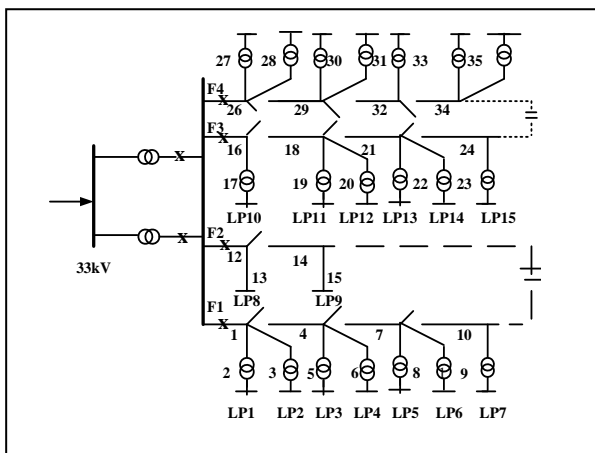 27 28 30 31 33 35
F4
26 29 32 34
F3
16 18 21 24
17 19 20 22 23
LP10 LP11 LP12 LP13 LP14 LP15
F2
33kV
12 14
13 15
LP8 LP9
F1
1 4 7 10
2 3 5 6 8 9
LP1 LP2 LP3 LP4 LP5 LP6 LP7